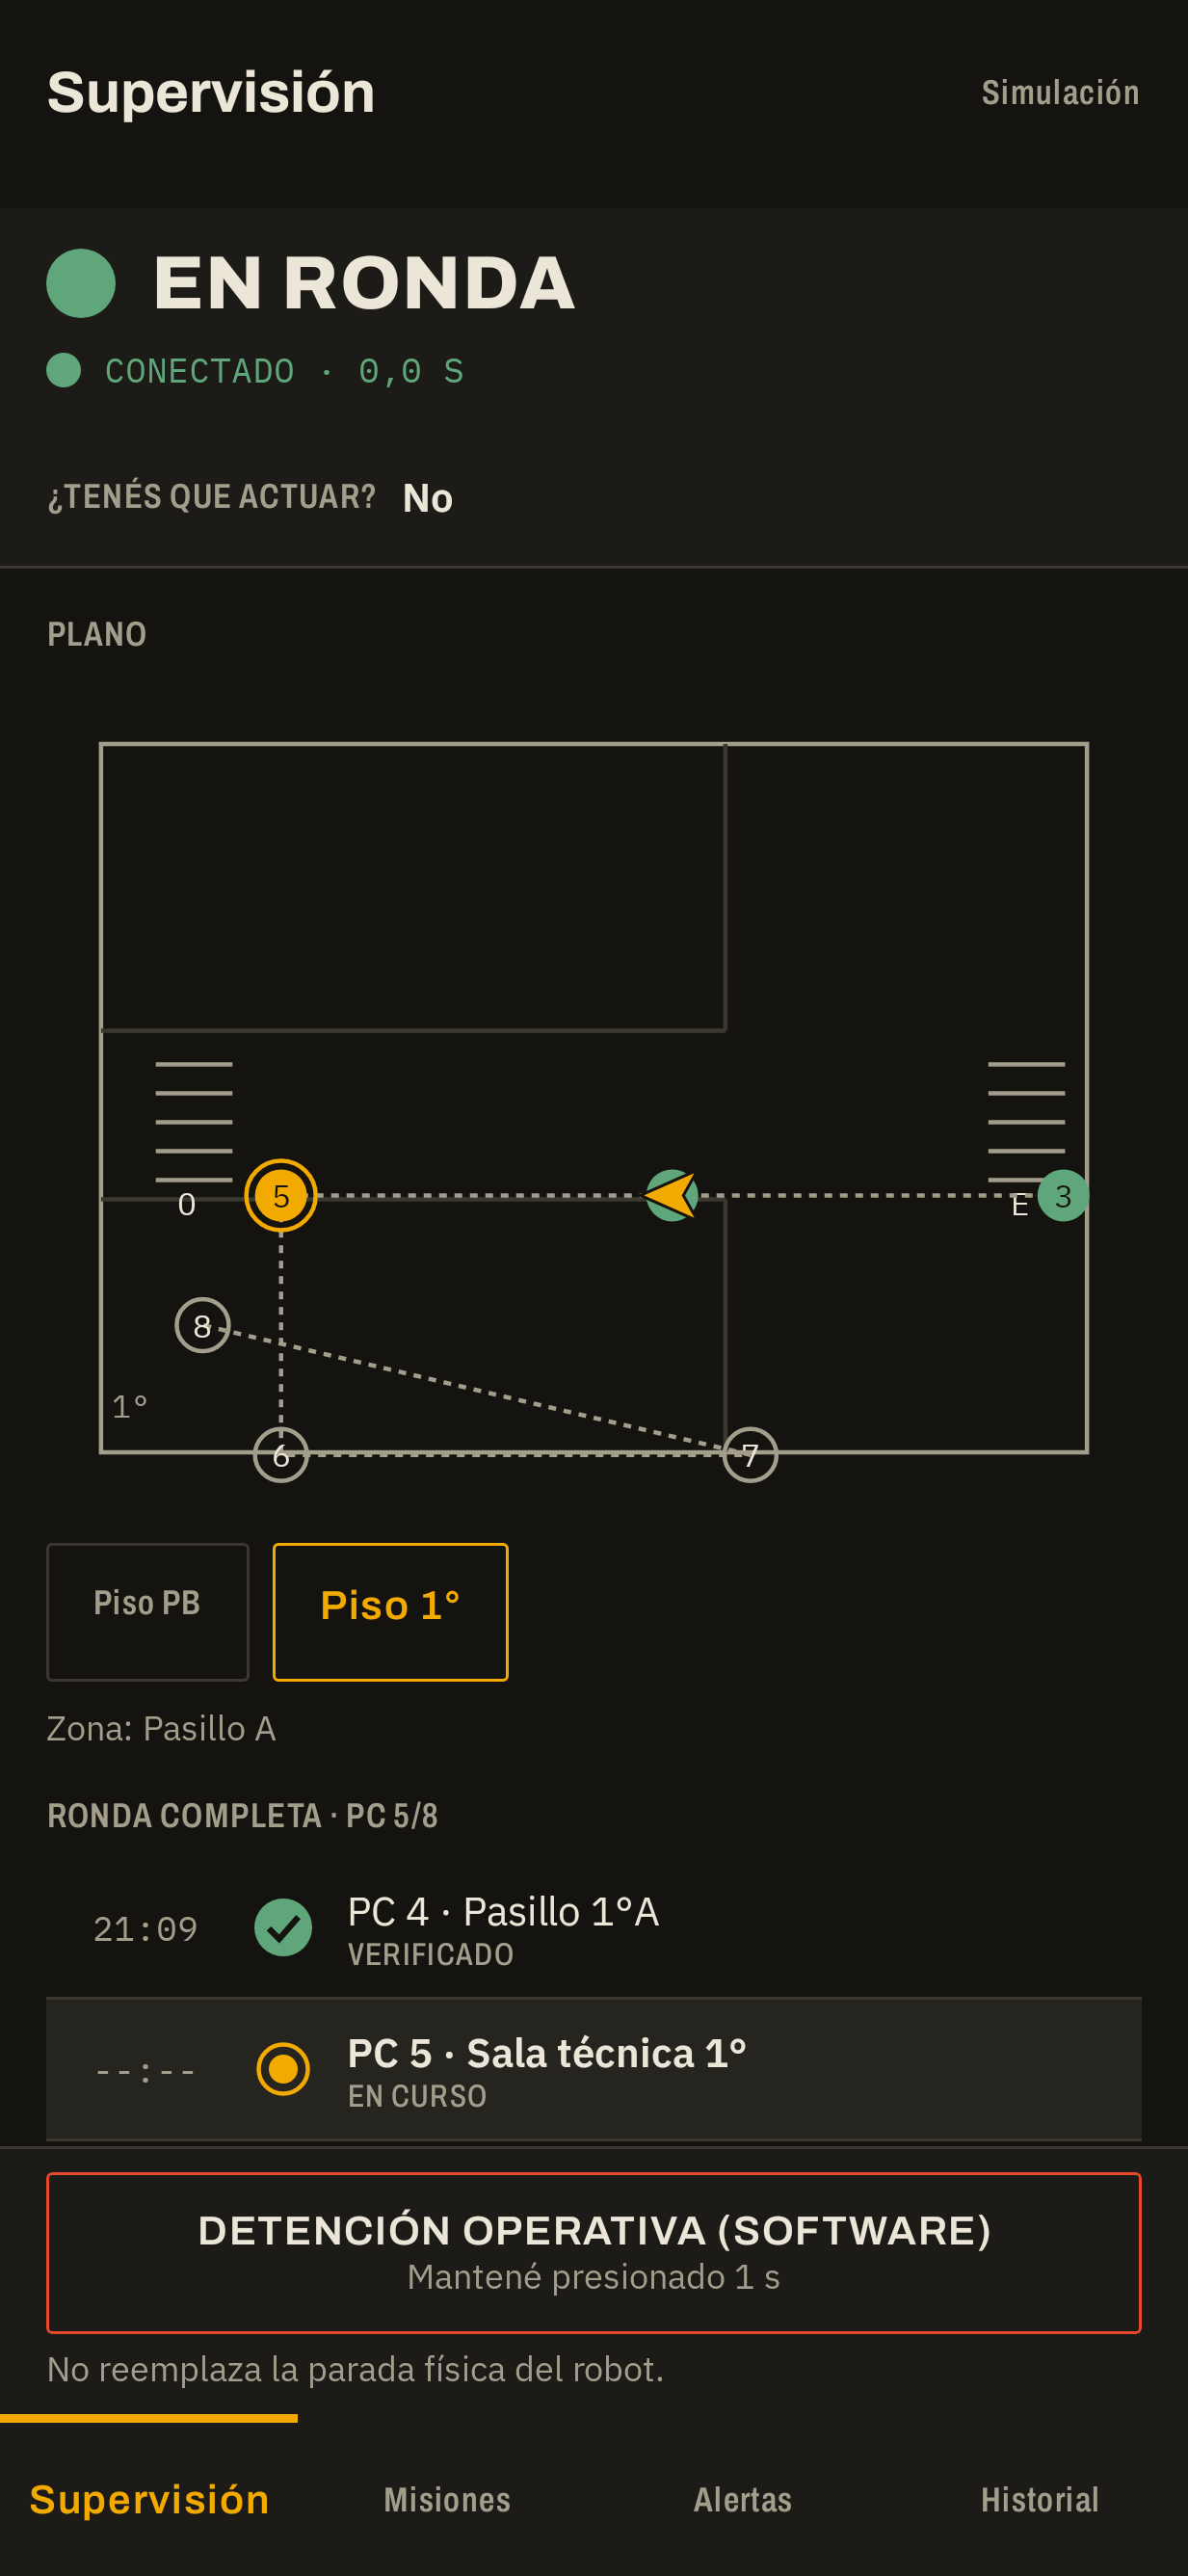 Supervisión
Simulación
EN RONDA
CONECTADO · 0,0 S
¿TENÉS QUE ACTUAR? No
PLANO
O
5
E
3
8
1°
6
7
Piso PB
Piso 1°
Zona: Pasillo A
RONDA COMPLETA · PC 5/8
21:09
PC 4 · Pasillo 1°A
VERIFICADO
--:--
PC 5 · Sala técnica 1°
EN CURSO
DETENCIÓN OPERATIVA (SOFTWARE)
Mantené presionado 1 s
No reemplaza la parada física del robot.
Supervisión
Misiones
Alertas
Historial